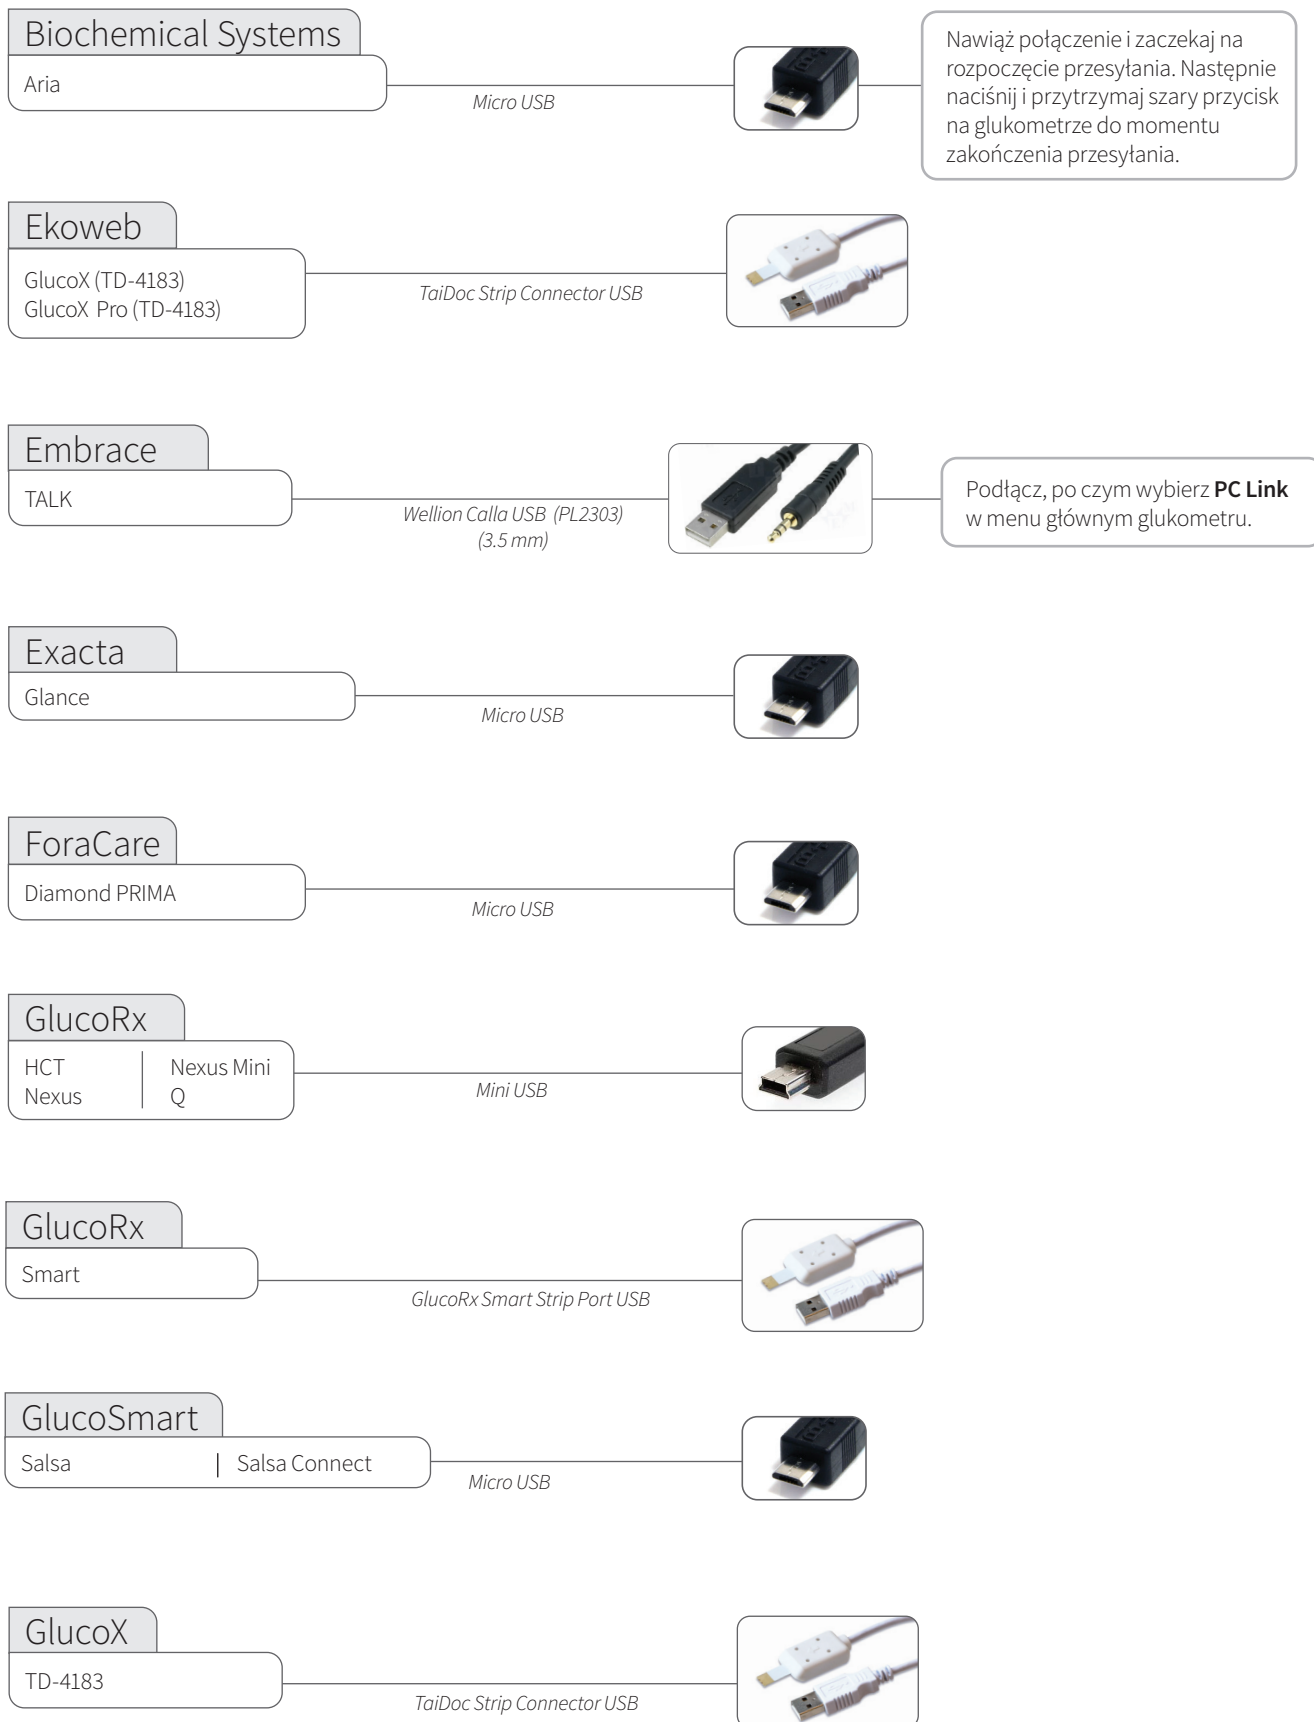 Biochemical Systems
Aria
Micro USB
Nawiąż połączenie i zaczekaj na
rozpoczęcie przesyłania. Następnie
naciśnij i przytrzymaj szary przycisk
na glukometrze do momentu
zakończenia przesyłania.
Ekoweb
GlucoX (TD-4183)
GlucoX Pro (TD-4183)
TaiDoc Strip Connector USB
Embrace
TALK
Wellion Calla USB (PL2303)
(3.5 mm)
Podłącz, po czym wybierz PC Link
w menu głównym glukometru.
Exacta
Glance
Micro USB
ForaCare
Diamond PRIMA
Micro USB
GlucoRx
HCT | Nexus Mini
Nexus | Q
Mini USB
GlucoRx
Smart
GlucoRx Smart Strip Port USB
GlucoSmart
Salsa | Salsa Connect
Micro USB
GlucoX
TD-4183
TaiDoc Strip Connector USB